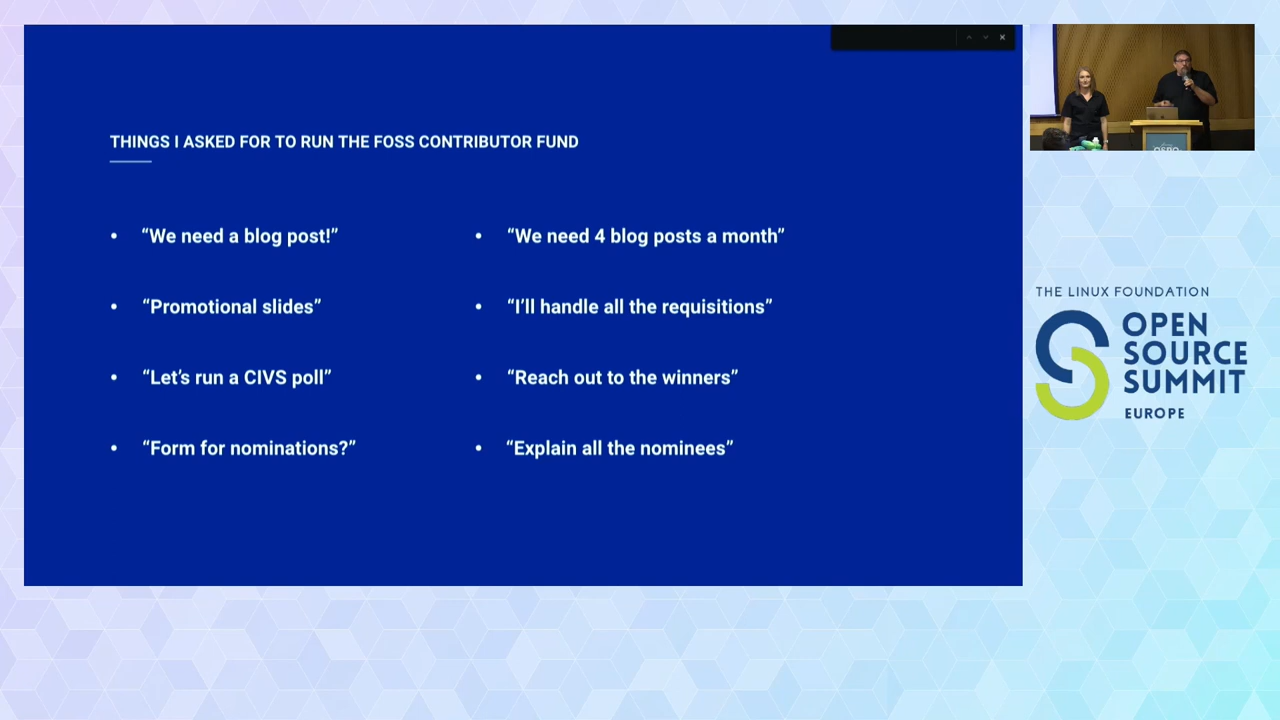 THINGS I ASKED FOR TO RUN THE FOSS CONTRIBUTOR FUND
• “We need a blog post!”
• “Promotional slides”
• “Let’s run a CIVS poll”
• “Form for nominations?”
• “We need 4 blog posts a month”
• “I’ll handle all the requisitions”
• “Reach out to the winners”
• “Explain all the nominees”
THE LINUX FOUNDATION
OPEN
SOURCE
SUMMIT
EUROPE